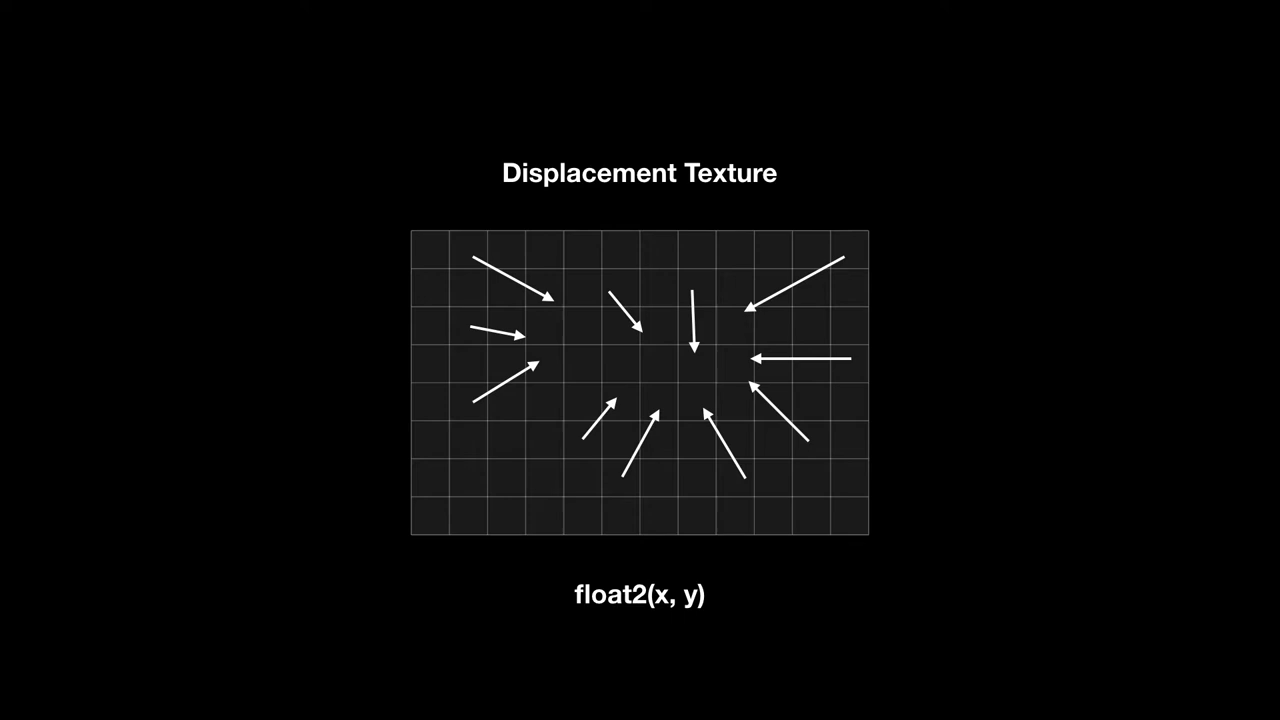 Displacement Texture
float2(x, y)